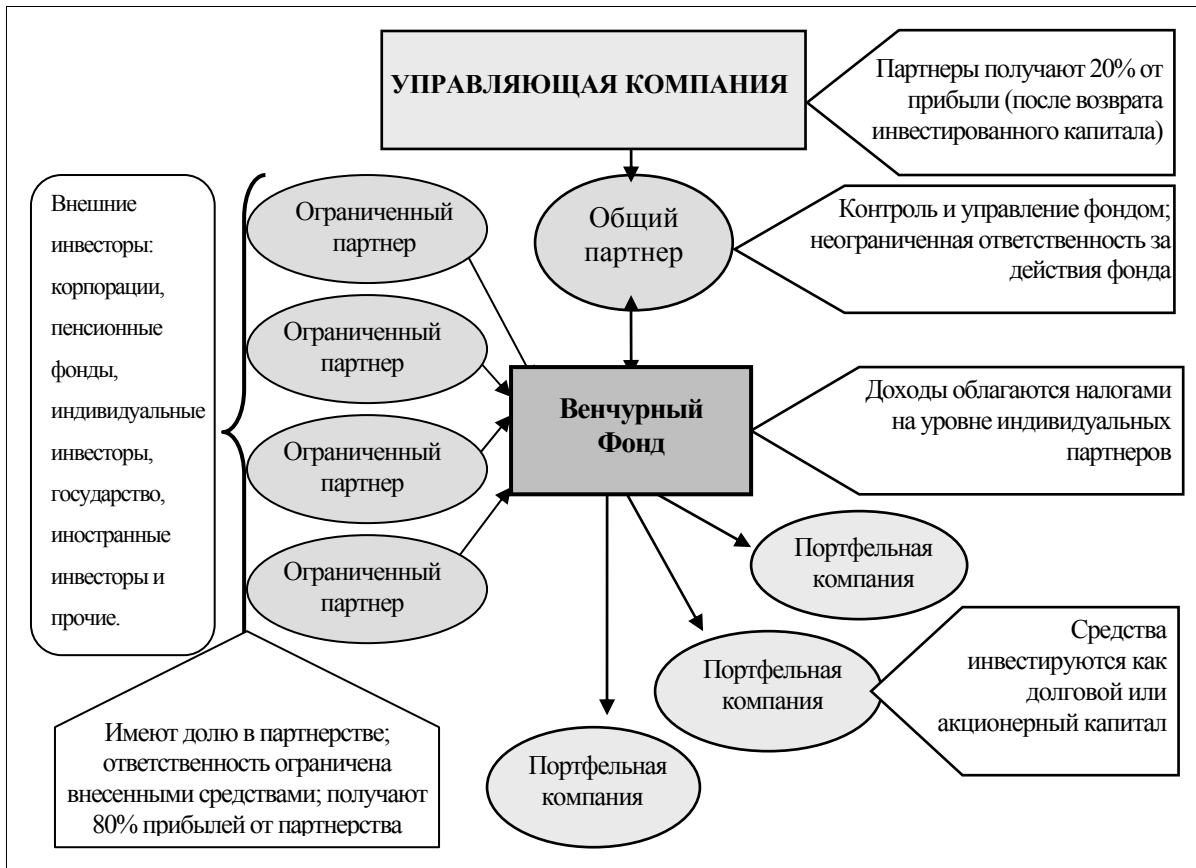 УПРАВЛЯЮЩАЯ КОМПАНИЯ
Партнеры получают 20% от
прибыли (после возврата
инвестированного капитала)
Внешние
инвесторы:
корпорации,
пенсионные
фонды,
индивидуальные
инвесторы,
государство,
иностранные
инвесторы и
прочие.
Ограниченный
партнер
Ограниченный
партнер
Ограниченный
партнер
Ограниченный
партнер
Общий
партнер
Контроль и управление фондом;
неограниченная ответственность за
действия фонда
Венчурный
Фонд
Доходы облагаются налогами
на уровне индивидуальных
партнеров
Портфельная
компания
Портфельная
компания
Средства
инвестируются как
долговой или
акционерный капитал
Портфельная
компания
Имеют долю в партнерстве;
ответственность ограничена
внесенными средствами; получают
80% прибылей от партнерства